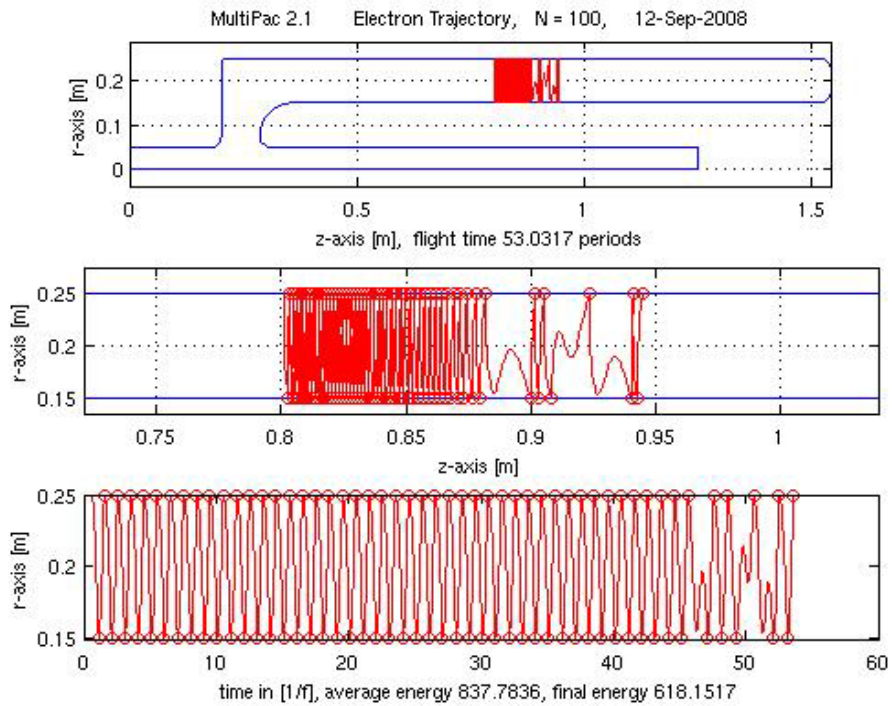 MultiPac 2.1 Electron Trajectory, N = 100, 12-Sep-2008
r-axis [m]
0.2
0.1
0
0 0.5 1 1.5
z-axis [m], flight time 53.0317 periods
r-axis [m]
0.25
0.2
0.15
0.75 0.8 0.85 0.9 0.95 1
z-axis [m]
r-axis [m]
0.25
0.2
0.15
0 10 20 30 40 50 60
time in [1/f], average energy 837.7836, final energy 618.1517